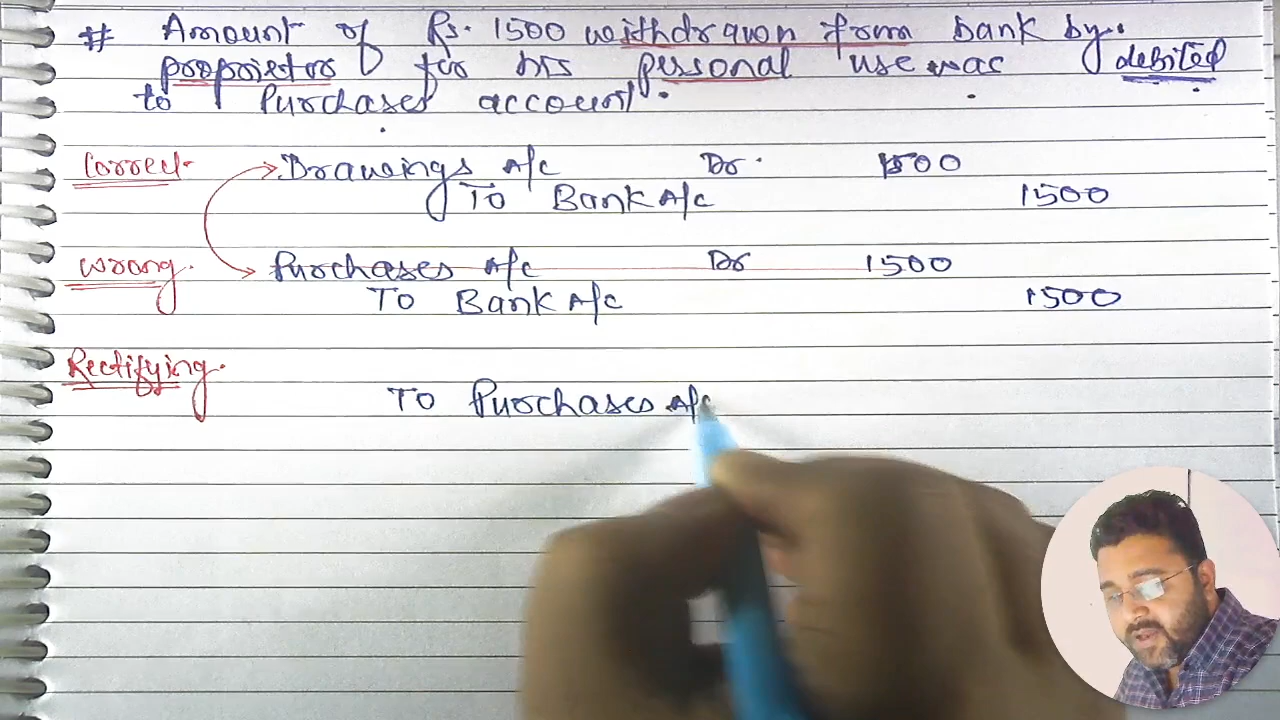 # Amount of Rs. 1500 withdrawn from bank by
proprietor for his personal use was debited
to Purchases account.
Correct Drawings A/c Dr. 1500
To Bank A/c 1500
Wrong. Purchases A/c Dr 1500
To Bank A/c 1500
Rectifying.
To Purchases A/c